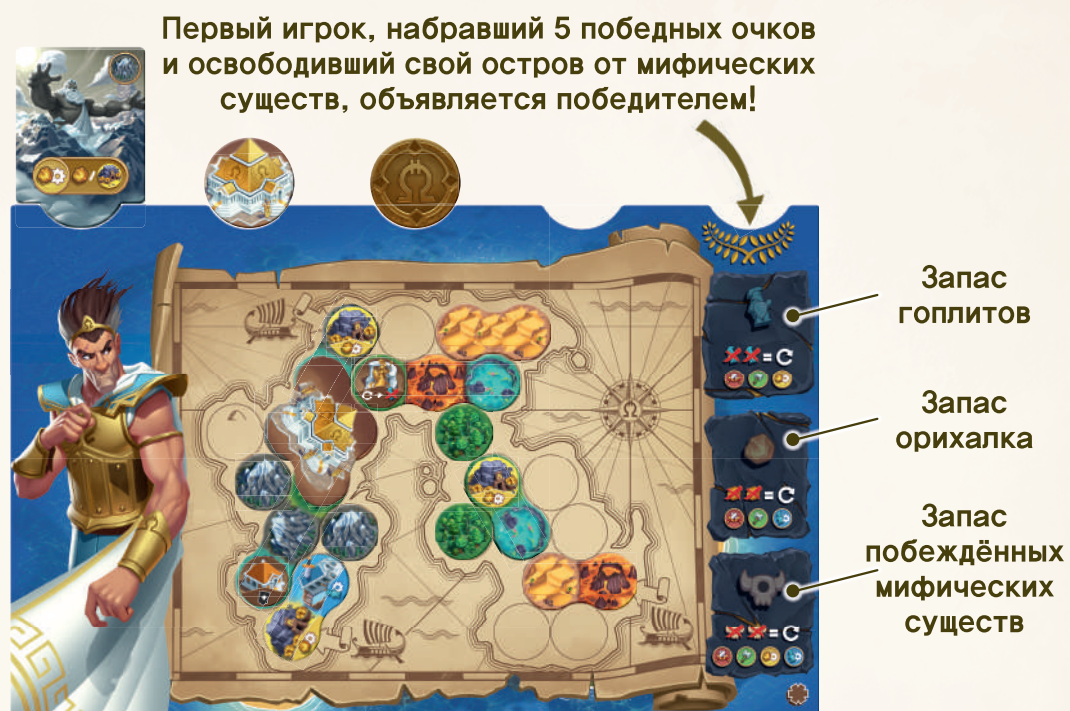 Первый игрок, набравший 5 победных очков
и освободивший свой остров от мифических
существ, объявляется победителем!
Запас
гоплитов
Запас
орихалка
Запас
побеждённых
мифических
существ